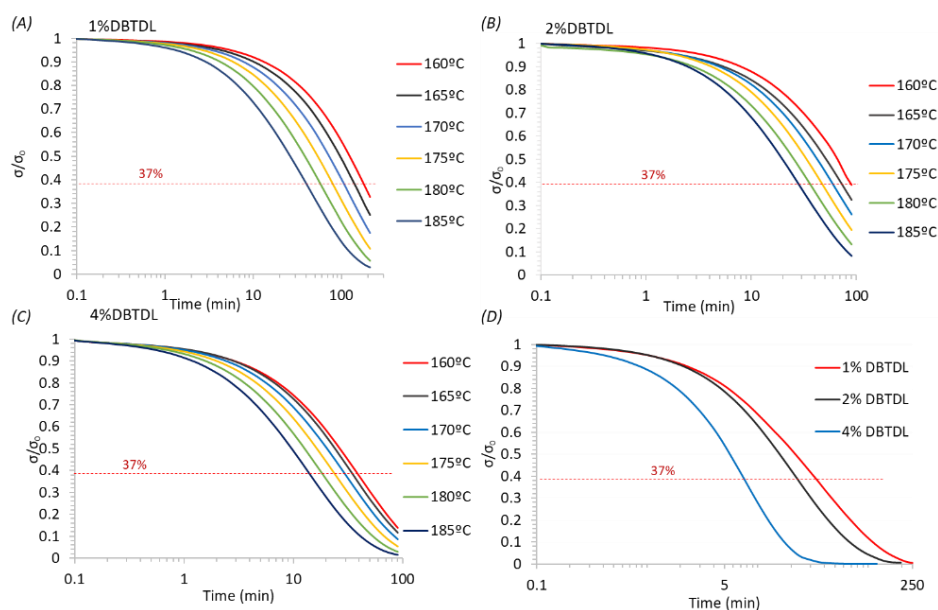 (A)
1%DBTDL
σ/σ₀
1
0.9
0.8
0.7
0.6
0.5
0.4
0.3
0.2
0.1
0
37%
0.1
1
10
100
Time (min)
160ºC
165ºC
170ºC
175ºC
180ºC
185ºC
(B)
2%DBTDL
σ/σ₀
1
0.9
0.8
0.7
0.6
0.5
0.4
0.3
0.2
0.1
0
37%
0.1
1
10
100
Time (min)
160ºC
165ºC
170ºC
175ºC
180ºC
185ºC
(C)
4%DBTDL
σ/σ₀
1
0.9
0.8
0.7
0.6
0.5
0.4
0.3
0.2
0.1
0
37%
0.1
1
10
100
Time (min)
160ºC
165ºC
170ºC
175ºC
180ºC
185ºC
(D)
σ/σ₀
1
0.9
0.8
0.7
0.6
0.5
0.4
0.3
0.2
0.1
0
37%
0.1
5
250
Time (min)
1% DBTDL
2% DBTDL
4% DBTDL